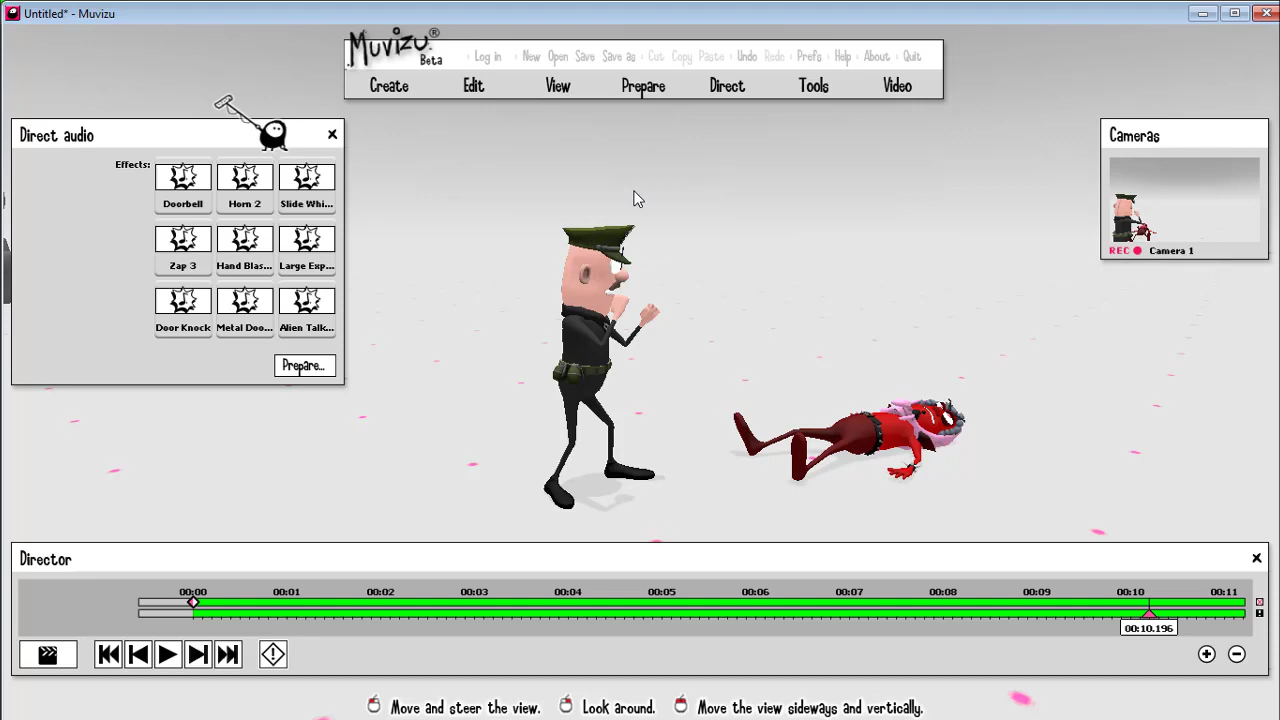 Untitled* - Muvizu
Muvizu® Beta
Log in New Open Save Save as Cut Copy Paste Undo Redo Prefs Help About Quit
Create Edit View Prepare Direct Tools Video
Direct audio
Effects:
Doorbell Horn 2 Slide Whi...
Zap 3 Hand Blas... Large Exp...
Door Knock Metal Doo... Alien Talk...
Prepare...
Cameras
REC Camera 1
Director
00:00 00:01 00:02 00:03 00:04 00:05 00:06 00:07 00:08 00:09 00:10 00:11
00:10.196
Move and steer the view. Look around. Move the view sideways and vertically.